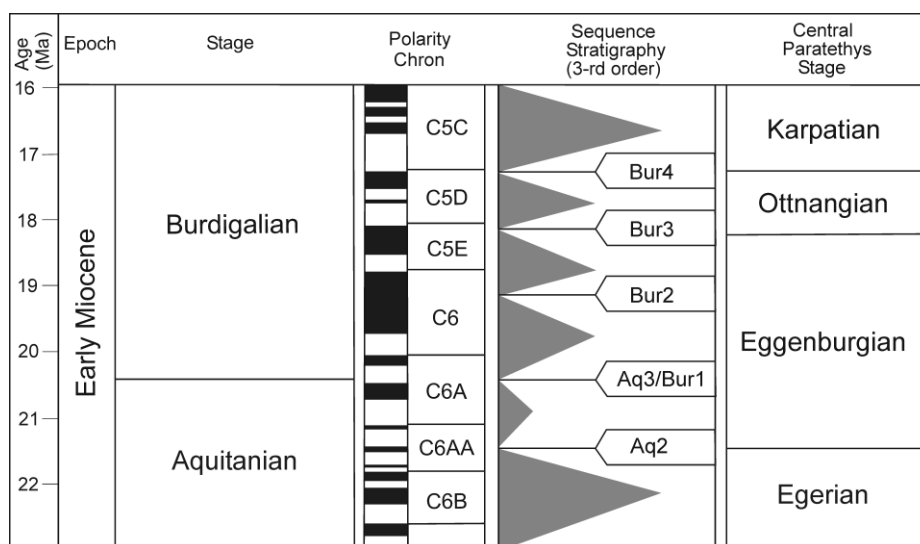 Age
(Ma)
Epoch
Stage
Polarity
Chron
Sequence
Stratigraphy
(3-rd order)
Central
Paratethys
Stage
16
17
18
19
20
21
22
Early Miocene
Burdigalian
Aquitanian
C5C
C5D
C5E
C6
C6A
C6AA
C6B
Bur4
Bur3
Bur2
Aq3/Bur1
Aq2
Karpatian
Ottnangian
Eggenburgian
Egerian